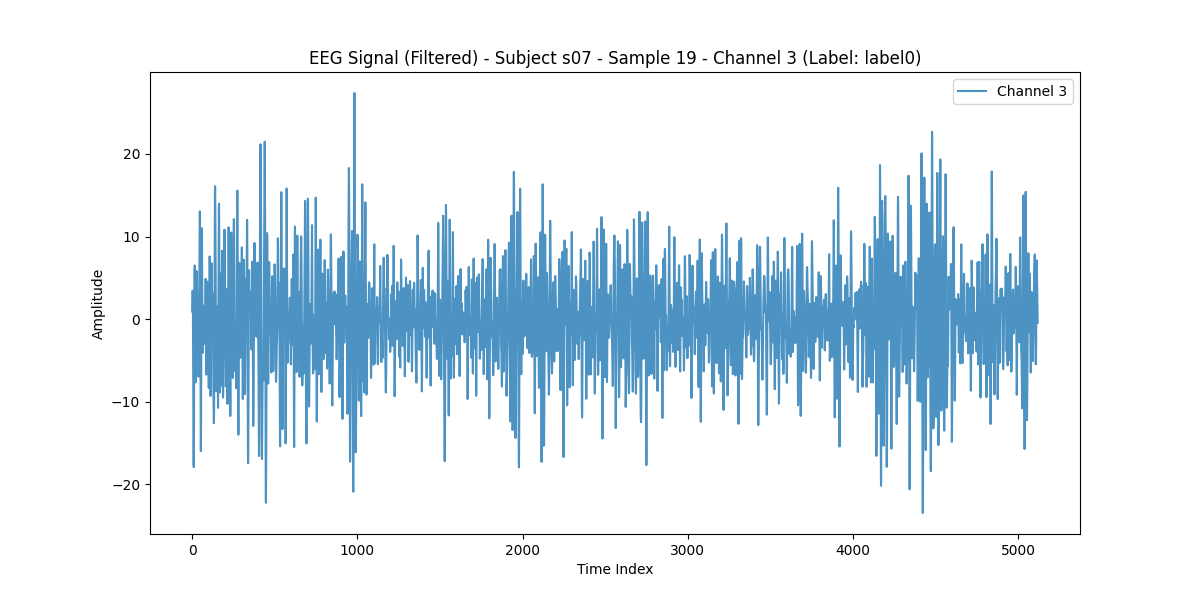 EEG Signal (Filtered) - Subject s07 - Sample 19 - Channel 3 (Label: label0)
Channel 3
20
10
0
−10
−20
Amplitude
0 1000 2000 3000 4000 5000
Time Index